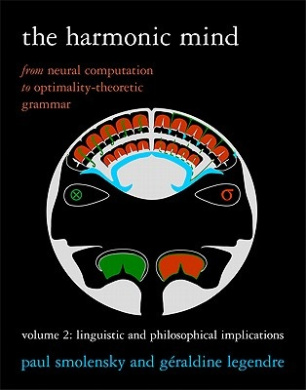 the harmonic mind
from neural computation
to optimality-theoretic
grammar
⊗ σ
volume 2: linguistic and philosophical implications
paul smolensky and géraldine legendre